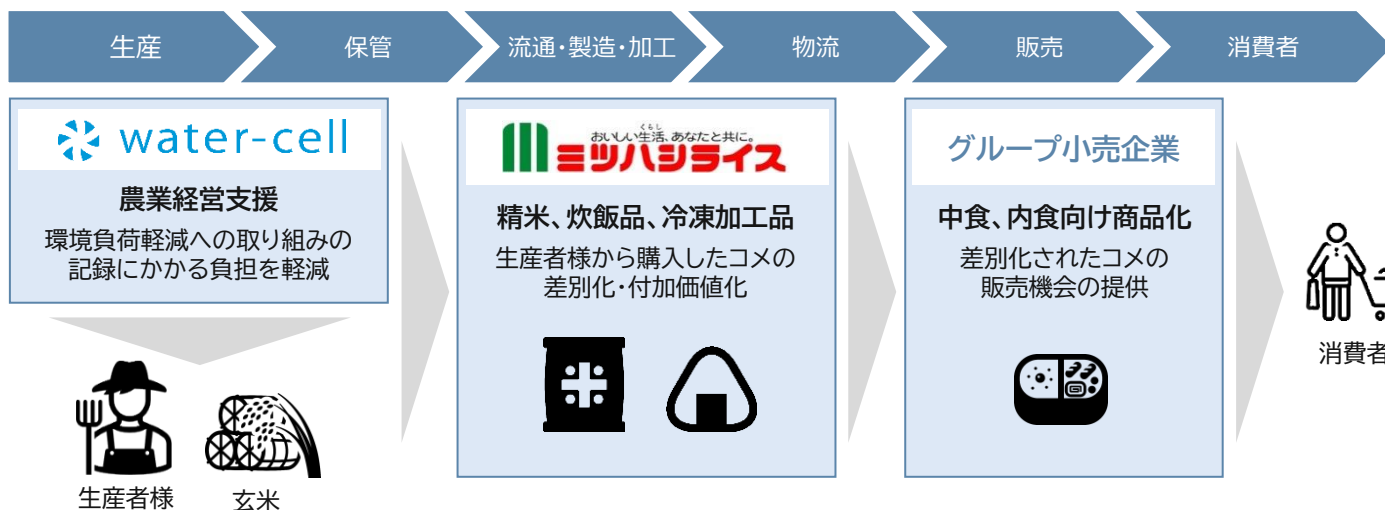 生産
保管
流通・製造・加工
物流
販売
消費者
water-cell
農業経営支援
環境負荷軽減への取り組みの
記録にかかる負担を軽減
生産者様
玄米
おいしい生活、あなたと共に。
くらし
ミツハシライス
精米、炊飯品、冷凍加工品
生産者様から購入したコメの
差別化・付加価値化
米
グループ小売企業
中食、内食向け商品化
差別化されたコメの
販売機会の提供
消費者